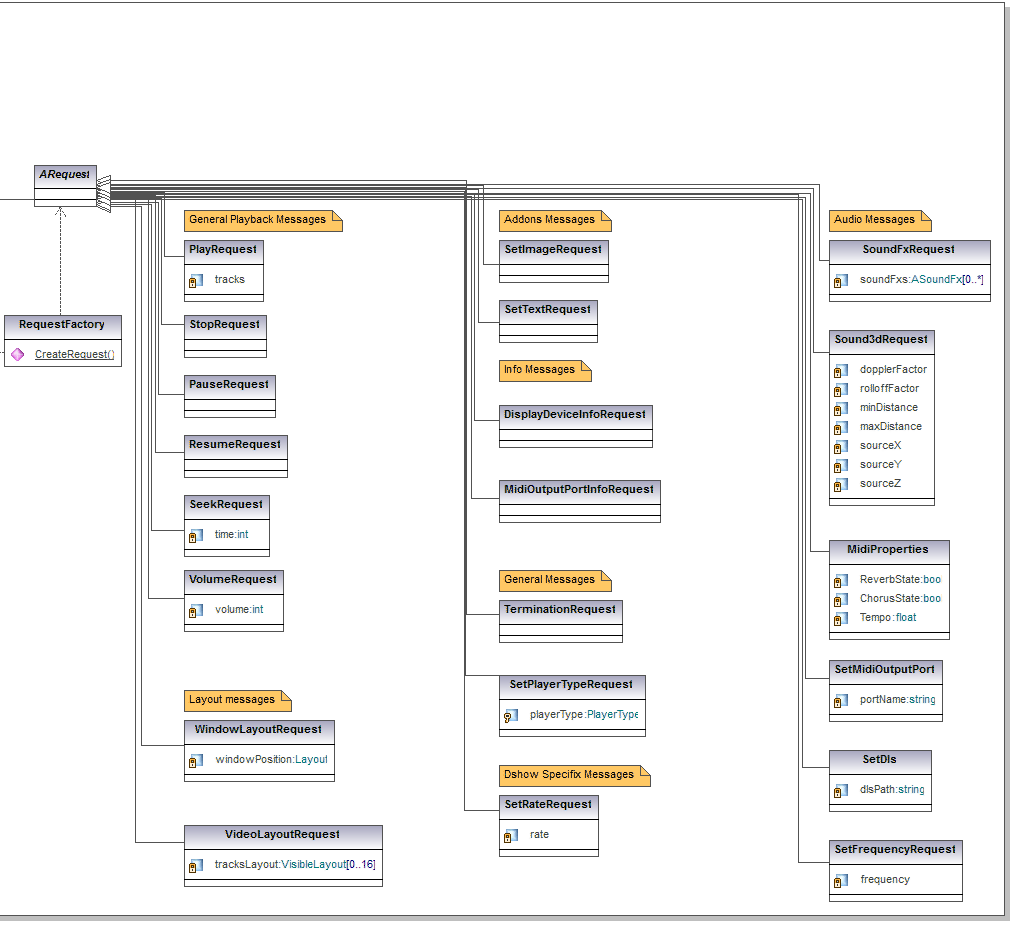 ARequest
RequestFactory
CreateRequest()
General Playback Messages
PlayRequest
tracks
StopRequest
PauseRequest
ResumeRequest
SeekRequest
time:int
VolumeRequest
volume:int
Layout messages
WindowLayoutRequest
windowPosition:Layout
VideoLayoutRequest
tracksLayout:VisibleLayout[0..16]
Addons Messages
SetImageRequest
SetTextRequest
Info Messages
DisplayDeviceInfoRequest
MidiOutputPortInfoRequest
General Messages
TerminationRequest
SetPlayerTypeRequest
playerType:PlayerType
Dshow Specifix Messages
SetRateRequest
rate
Audio Messages
SoundFxRequest
soundFxs:ASoundFx[0..*]
Sound3dRequest
dopplerFactor
rolloffFactor
minDistance
maxDistance
sourceX
sourceY
sourceZ
MidiProperties
ReverbState:boo
ChorusState:boo
Tempo:float
SetMidiOutputPort
portName:string
SetDls
dlsPath:string
SetFrequencyRequest
frequency